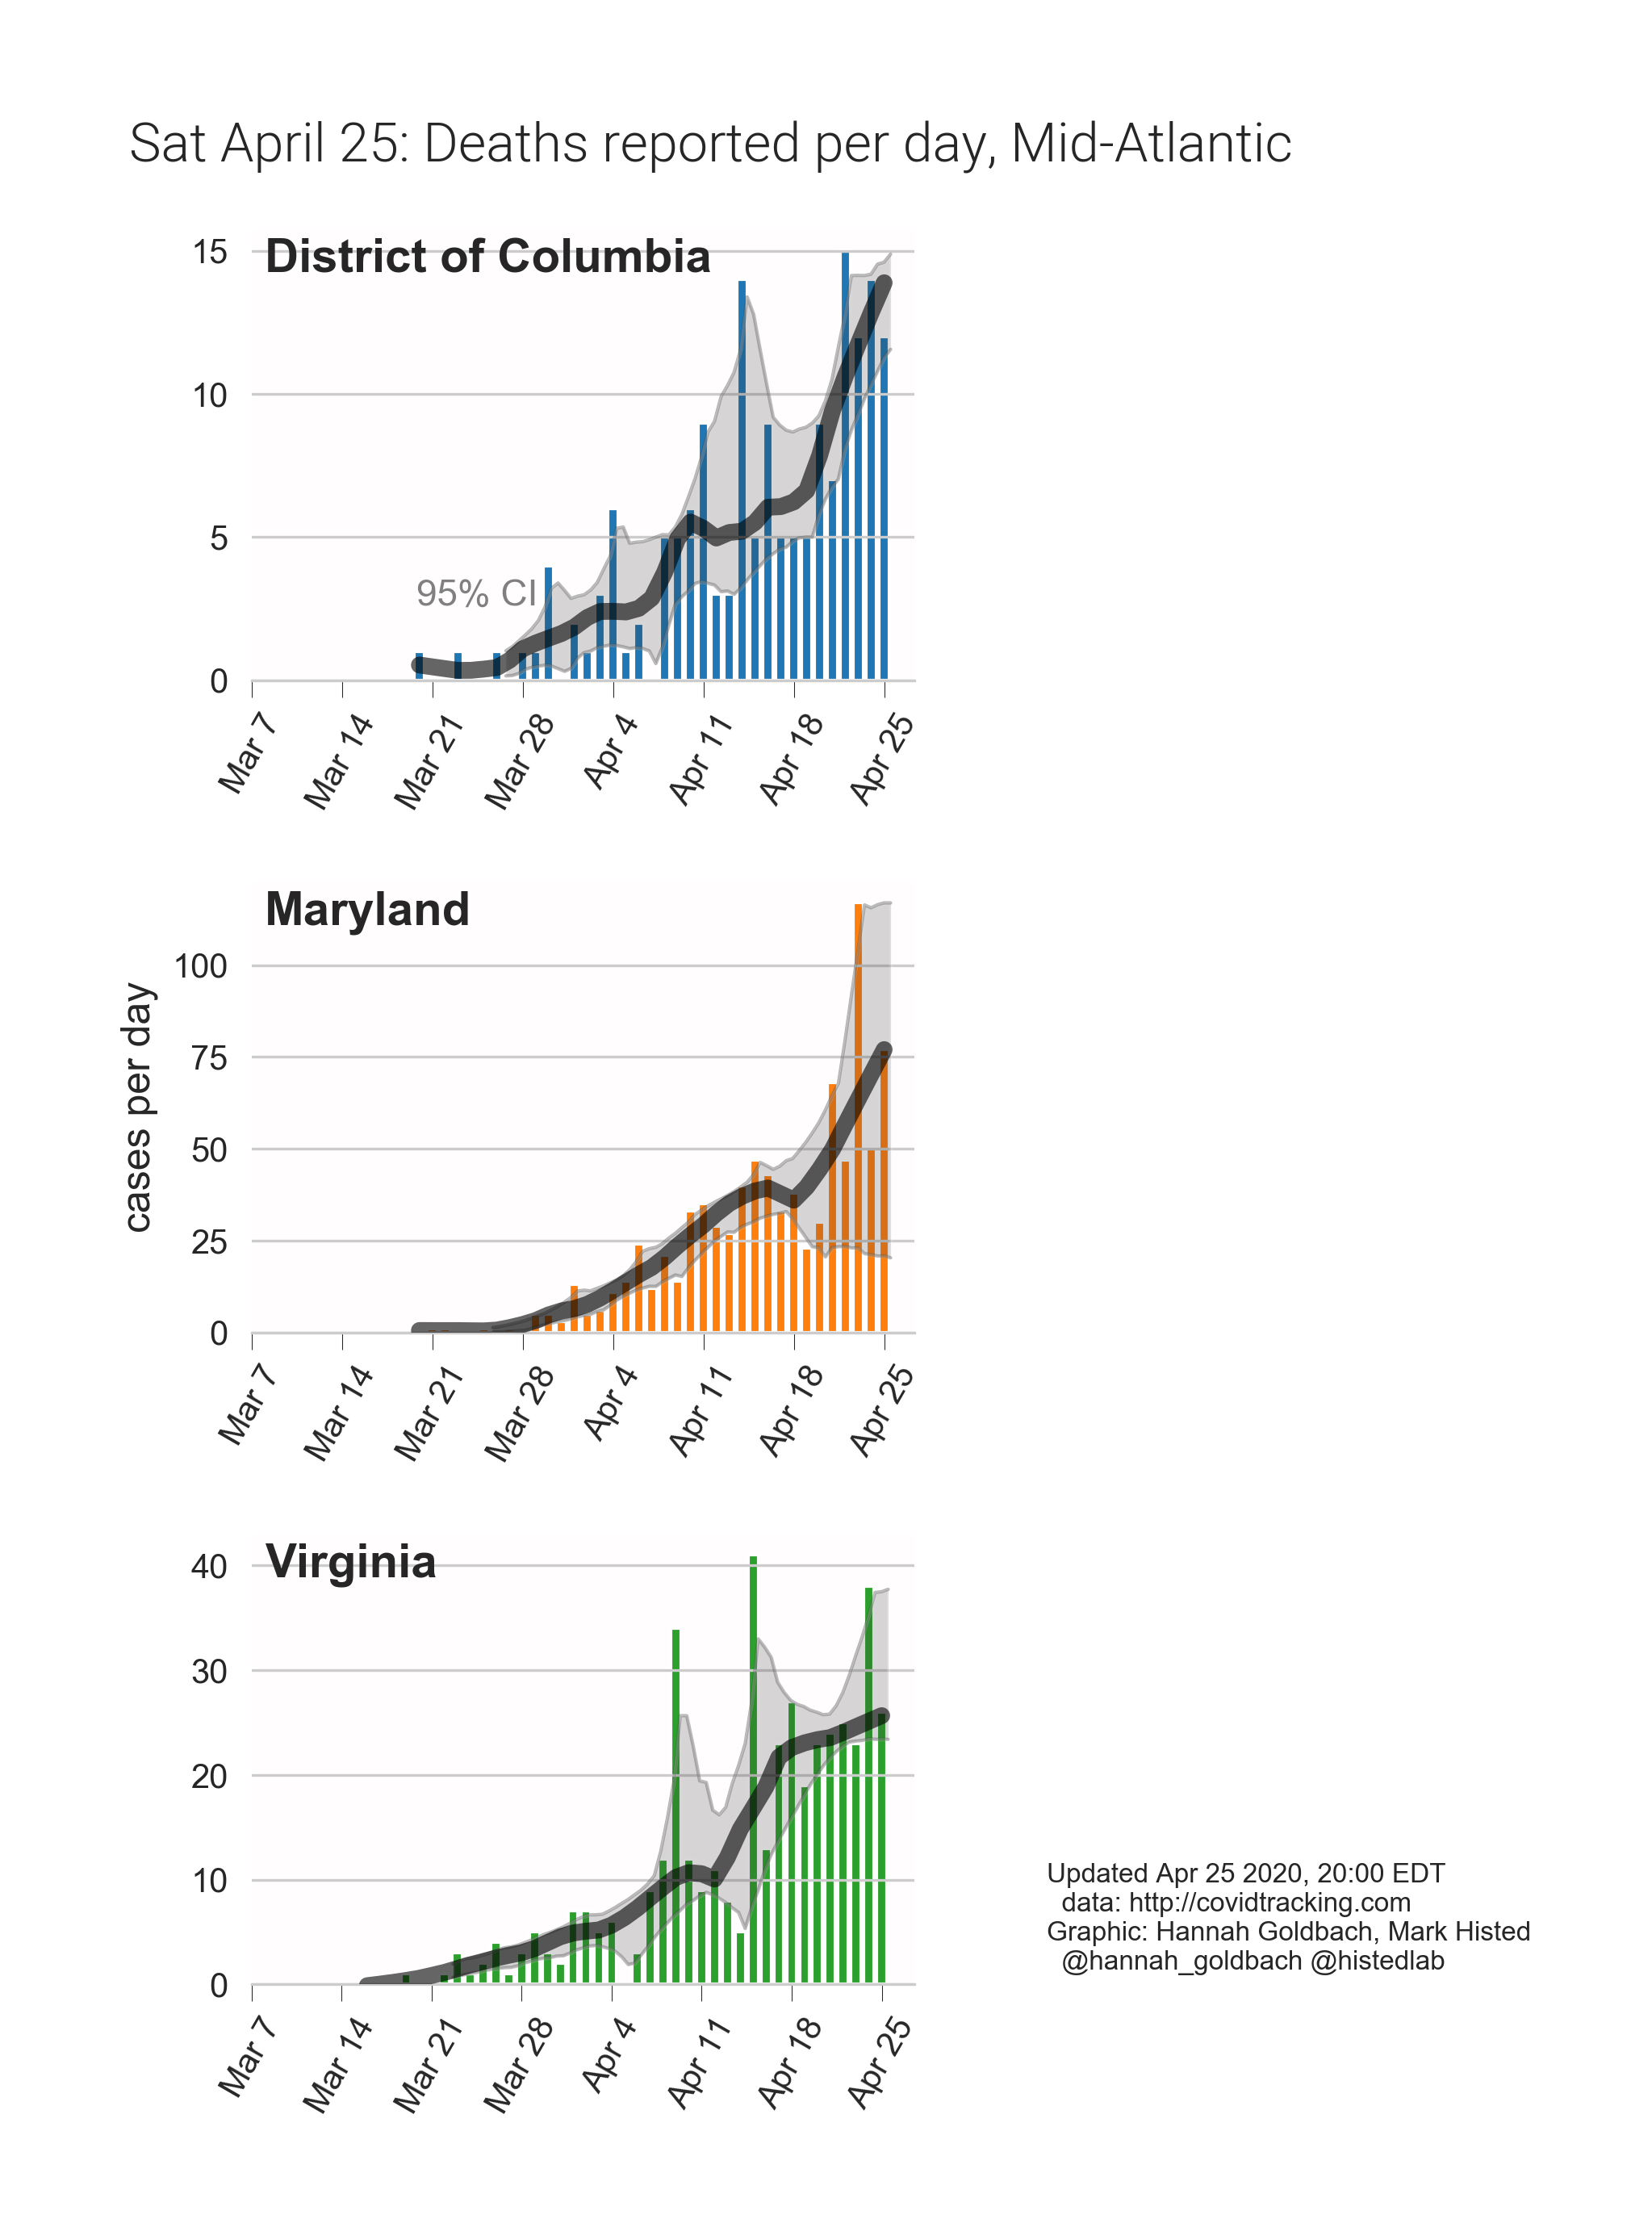 Sat April 25: Deaths reported per day, Mid-Atlantic
District of Columbia
15
10
5
0
95% CI
Mar 7
Mar 14
Mar 21
Mar 28
Apr 4
Apr 11
Apr 18
Apr 25
Maryland
cases per day
100
75
50
25
0
Mar 7
Mar 14
Mar 21
Mar 28
Apr 4
Apr 11
Apr 18
Apr 25
Virginia
40
30
20
10
0
Mar 7
Mar 14
Mar 21
Mar 28
Apr 4
Apr 11
Apr 18
Apr 25
Updated Apr 25 2020, 20:00 EDT
data: http://covidtracking.com
Graphic: Hannah Goldbach, Mark Histed
@hannah_goldbach @histedlab